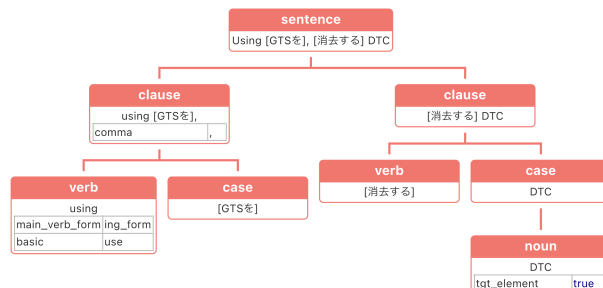 sentence
Using [GTSを], [消去する] DTC
clause
clause
using [GTSを],
comma ,
[消去する] DTC
verb
case
verb
case
using
main_verb_form ing_form
basic use
[GTSを]
[消去する]
DTC
noun
DTC
tgt_element true